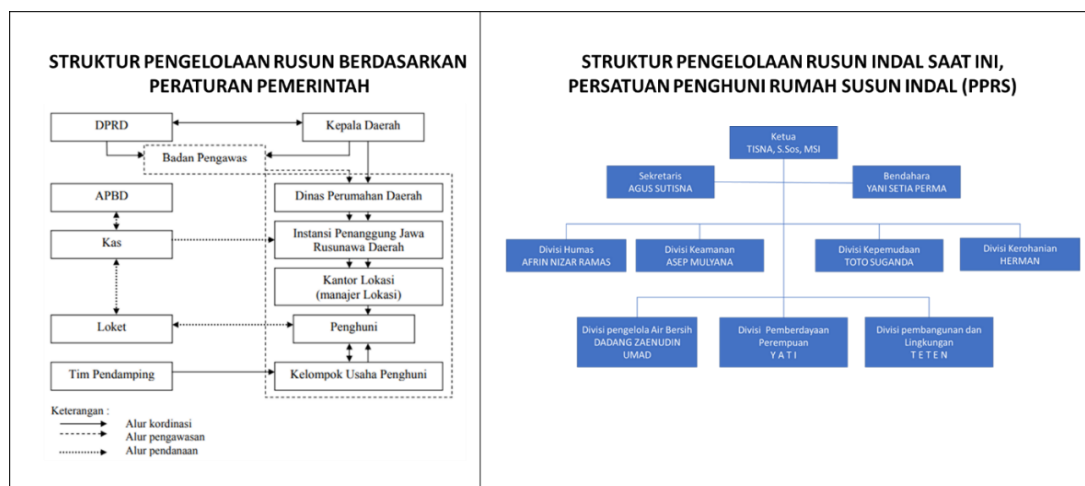 STRUKTUR PENGELOLAAN RUSUN BERDASARKAN
PERATURAN PEMERINTAH
DPRD
Kepala Daerah
Badan Pengawas
APBD
Dinas Perumahan Daerah
Kas
Instansi Penanggung Jawa
Rusunawa Daerah
Kantor Lokasi
(manajer Lokasi)
Loket
Penghuni
Tim Pendamping
Kelompok Usaha Penghuni
Keterangan :
Alur kordinasi
Alur pengawasan
Alur pendanaan
STRUKTUR PENGELOLAAN RUSUN INDAL SAAT INI,
PERSATUAN PENGHUNI RUMAH SUSUN INDAL (PPRS)
Ketua
TISNA, S.Sos, MSI
Sekretaris
AGUS SUTISNA
Bendahara
YANI SETIA PERMA
Divisi Humas
AFRIN NIZAR RAMAS
Divisi Keamanan
ASEP MULYANA
Divisi Kepemudaan
TOTO SUGANDA
Divisi Kerohanian
HERMAN
Divisi pengelola Air Bersih
DADANG ZAENUDIN
UMAD
Divisi Pemberdayaan
Perempuan
Y A T I
Divisi pembangunan dan
Lingkungan
T E T E N